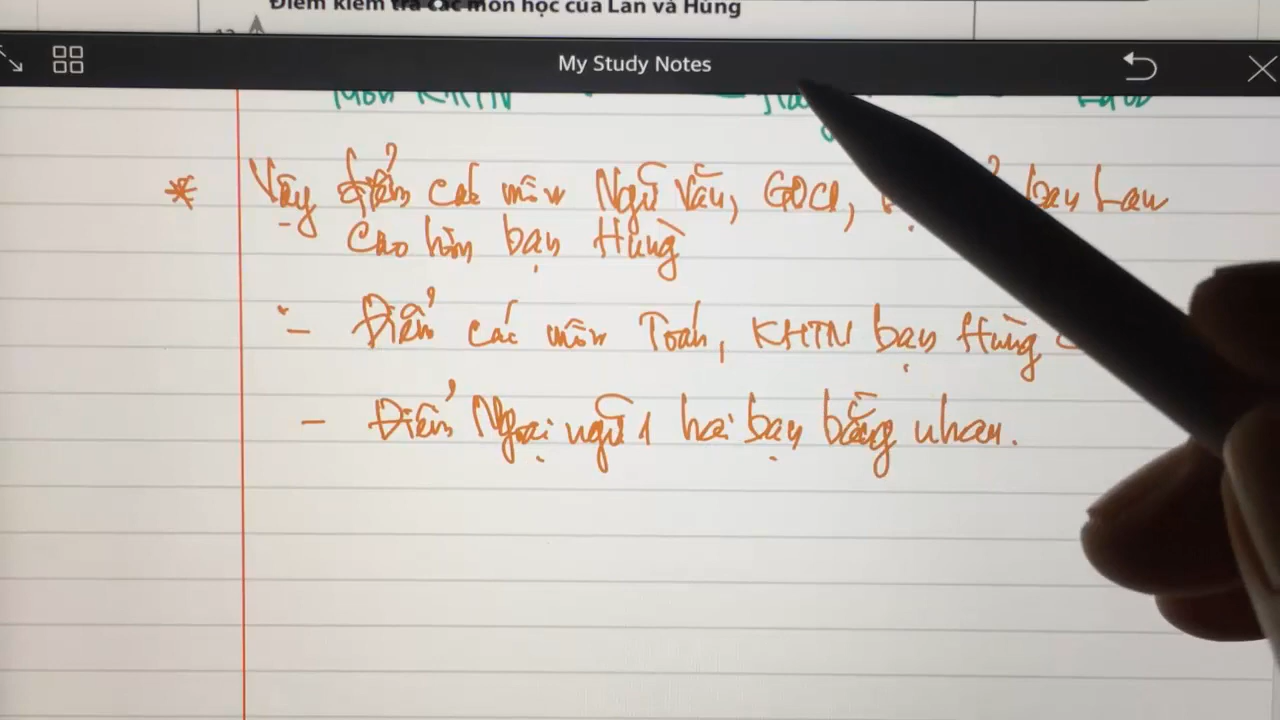 Điểm kiểm tra các môn học của Lan và Hùng
My Study Notes
Môn KHTN
* Vậy điểm các môn Ngữ Văn, GDCD, bạn Lan
Cao hơn bạn Hùng
- Điểm các môn Toán, KHTN bạn Hùng
- Điểm Ngoại ngữ 1 hai bạn bằng nhau.